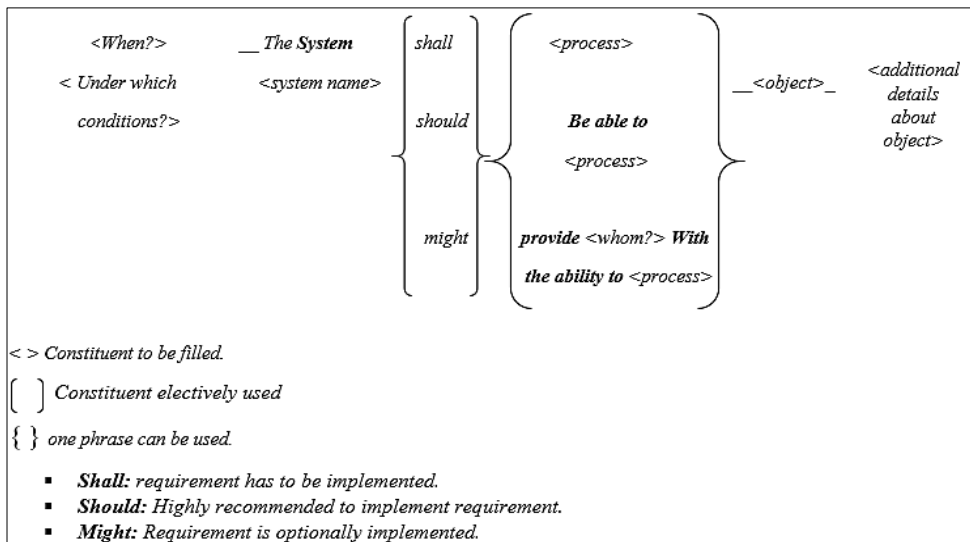 <When?> __ The System shall <process>
< Under which <system name> __<object>_ <additional
conditions?> should Be able to details
<process> about
object>
might provide <whom?> With
the ability to <process>
< > Constituent to be filled.
[ ] Constituent electively used
{ } one phrase can be used.
▪ Shall: requirement has to be implemented.
▪ Should: Highly recommended to implement requirement.
▪ Might: Requirement is optionally implemented.